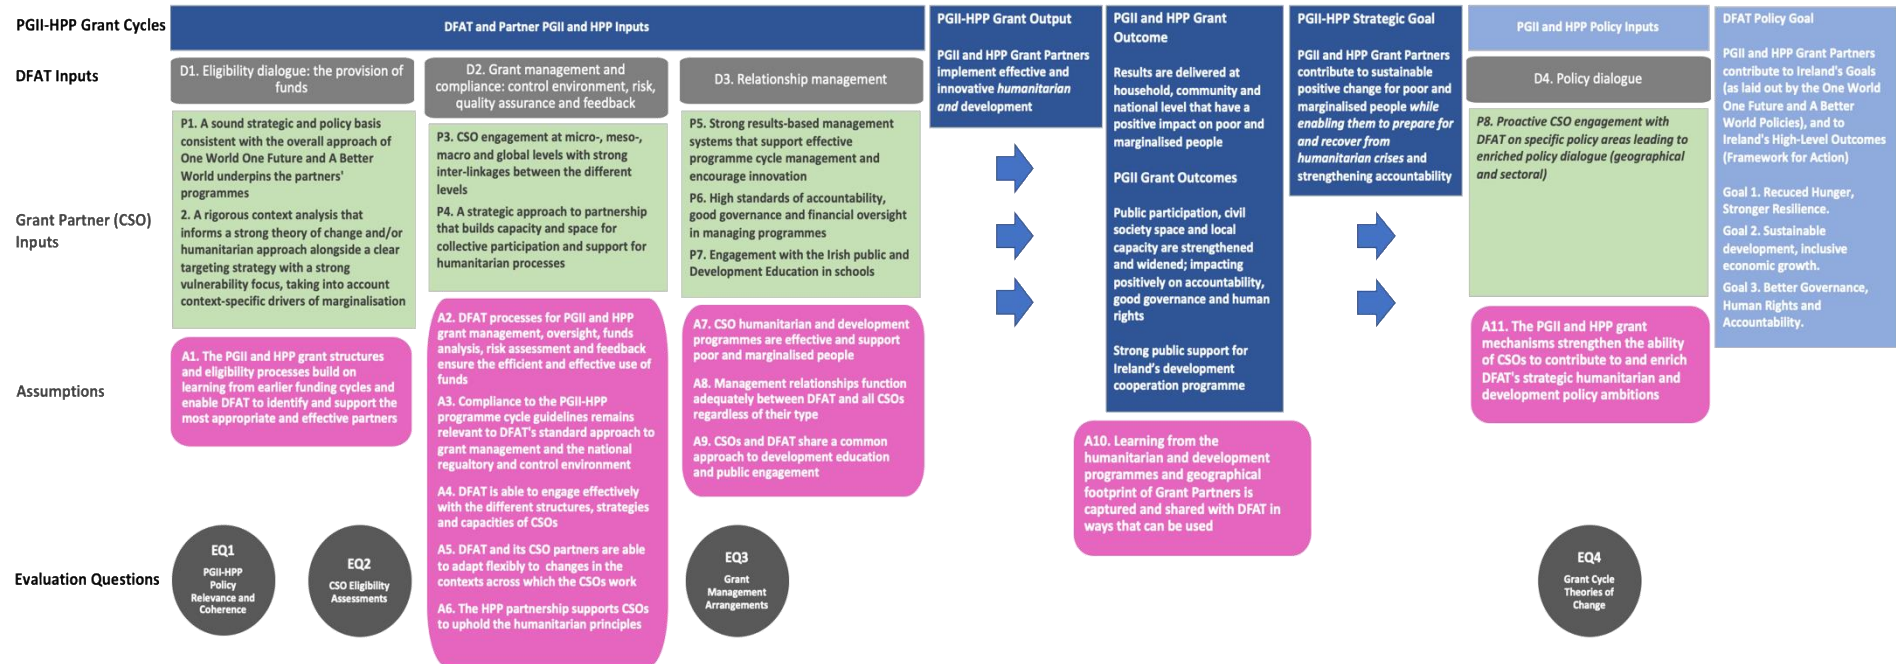 PGII-HPP Grant Cycles
DFAT and Partner PGII and HPP Inputs
PGII-HPP Grant Output
PGII and HPP Grant Partners
implement effective and
innovative humanitarian
and development
PGII and HPP Grant
Outcome
Results are delivered at
household, community and
national level that have a
positive impact on poor and
marginalised people
PGII Grant Outcomes
Public participation, civil
society space and local
capacity are strengthened
and widened; impacting
positively on accountability,
good governance and human
rights
Strong public support for
Ireland's development
cooperation programme
PGII-HPP Strategic Goal
PGII and HPP Grant Partners
contribute to sustainable
positive change for poor and
marginalised people while
enabling them to prepare for
and recover from
humanitarian crises and
strengthening accountability
PGII and HPP Policy Inputs
DFAT Policy Goal
PGII and HPP Grant Partners
contribute to Ireland's Goals
(as laid out by the One World
One Future and A Better
World Policies), and to
Ireland's High-Level Outcomes
(Framework for Action)
Goal 1. Recuced Hunger,
Stronger Resilience.
Goal 2. Sustainable
development, inclusive
economic growth.
Goal 3. Better Governance,
Human Rights and
Accountability.
DFAT Inputs
D1. Eligibility dialogue: the provision of
funds
D2. Grant management and
compliance: control environment, risk,
quality assurance and feedback
D3. Relationship management
D4. Policy dialogue
Grant Partner (CSO)
Inputs
P1. A sound strategic and policy basis
consistent with the overall approach of
One World One Future and A Better
World underpins the partners'
programmes
2. A rigorous context analysis that
informs a strong theory of change and/or
humanitarian approach alongside a clear
targeting strategy with a strong
vulnerability focus, taking into account
context-specific drivers of marginalisation
P3. CSO engagement at micro-, meso-,
macro and global levels with strong
inter-linkages between the different
levels
P4. A strategic approach to partnership
that builds capacity and space for
collective participation and support for
humanitarian processes
P5. Strong results-based management
systems that support effective
programme cycle management and
encourage innovation
P6. High standards of accountability,
good governance and financial oversight
in managing programmes
P7. Engagement with the Irish public and
Development Education in schools
P8. Proactive CSO engagement with
DFAT on specific policy areas leading to
enriched policy dialogue (geographical
and sectoral)
Assumptions
A1. The PGII and HPP grant structures
and eligibility processes build on
learning from earlier funding cycles and
enable DFAT to identify and support the
most appropriate and effective partners
A2. DFAT processes for PGII and HPP
grant management, oversight, funds
analysis, risk assessment and feedback
ensure the efficient and effective use of
funds
A3. Compliance to the PGII-HPP
programme cycle guidelines remains
relevant to DFAT's standard approach to
grant management and the national
regualtory and control environment
A4. DFAT is able to engage effectively
with the different structures, strategies
and capacities of CSOs
A5. DFAT and its CSO partners are able
to adapt flexibly to changes in the
contexts across which the CSOs work
A6. The HPP partnership supports CSOs
to uphold the humanitarian principles
A7. CSO humanitarian and development
programmes are effective and support
poor and marginalised people
A8. Management relationships function
adequately between DFAT and all CSOs
regardless of their type
A9. CSOs and DFAT share a common
approach to development education
and public engagement
A10. Learning from the
humanitarian and development
programmes and geographical
footprint of Grant Partners is
captured and shared with DFAT in
ways that can be used
A11. The PGII and HPP grant
mechanisms strengthen the ability
of CSOs to contribute to and enrich
DFAT's strategic humanitarian and
development policy ambitions
Evaluation Questions
EQ1
PGII-HPP
Policy
Relevance and
Coherence
EQ2
CSO Eligibility
Assessments
EQ3
Grant
Management
Arrangements
EQ4
Grant Cycle
Theories of
Change